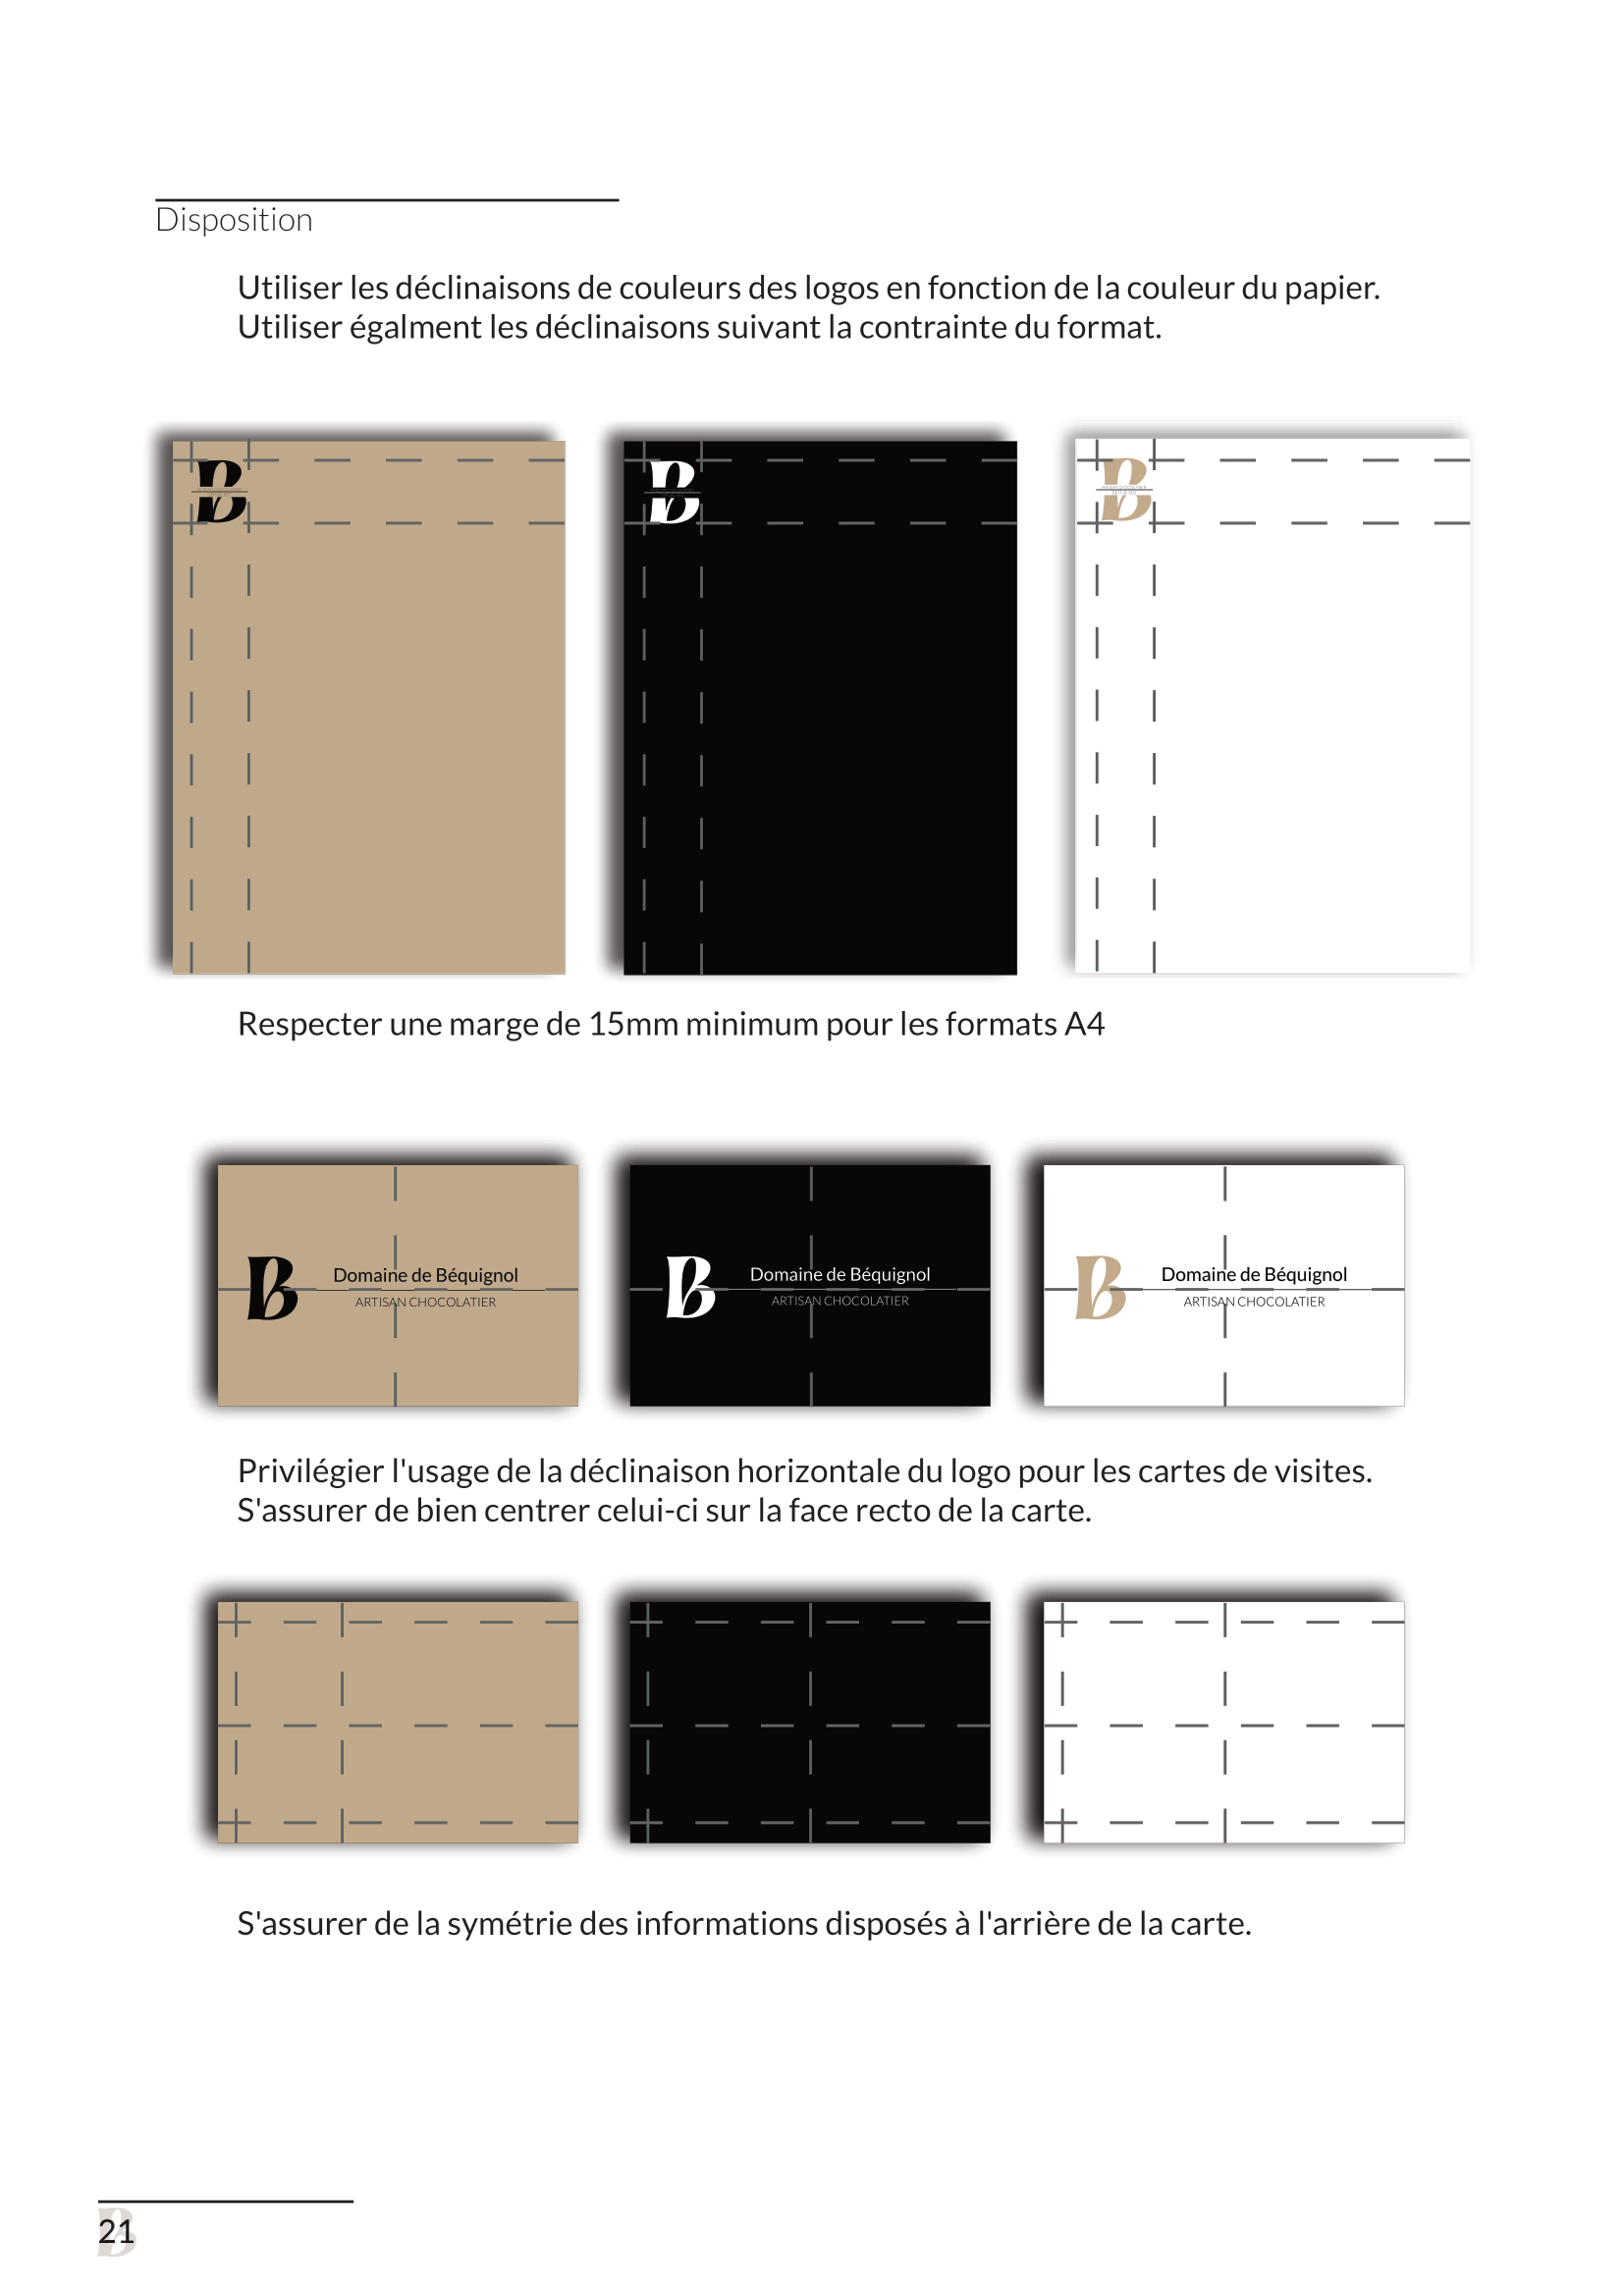 Disposition
Utiliser les déclinaisons de couleurs des logos en fonction de la couleur du papier.
Utiliser égalment les déclinaisons suivant la contrainte du format.
Respecter une marge de 15mm minimum pour les formats A4
Domaine de Béquignol
ARTISAN CHOCOLATIER
Domaine de Béquignol
ARTISAN CHOCOLATIER
Domaine de Béquignol
ARTISAN CHOCOLATIER
Privilégier l'usage de la déclinaison horizontale du logo pour les cartes de visites.
S'assurer de bien centrer celui-ci sur la face recto de la carte.
S'assurer de la symétrie des informations disposés à l'arrière de la carte.
21